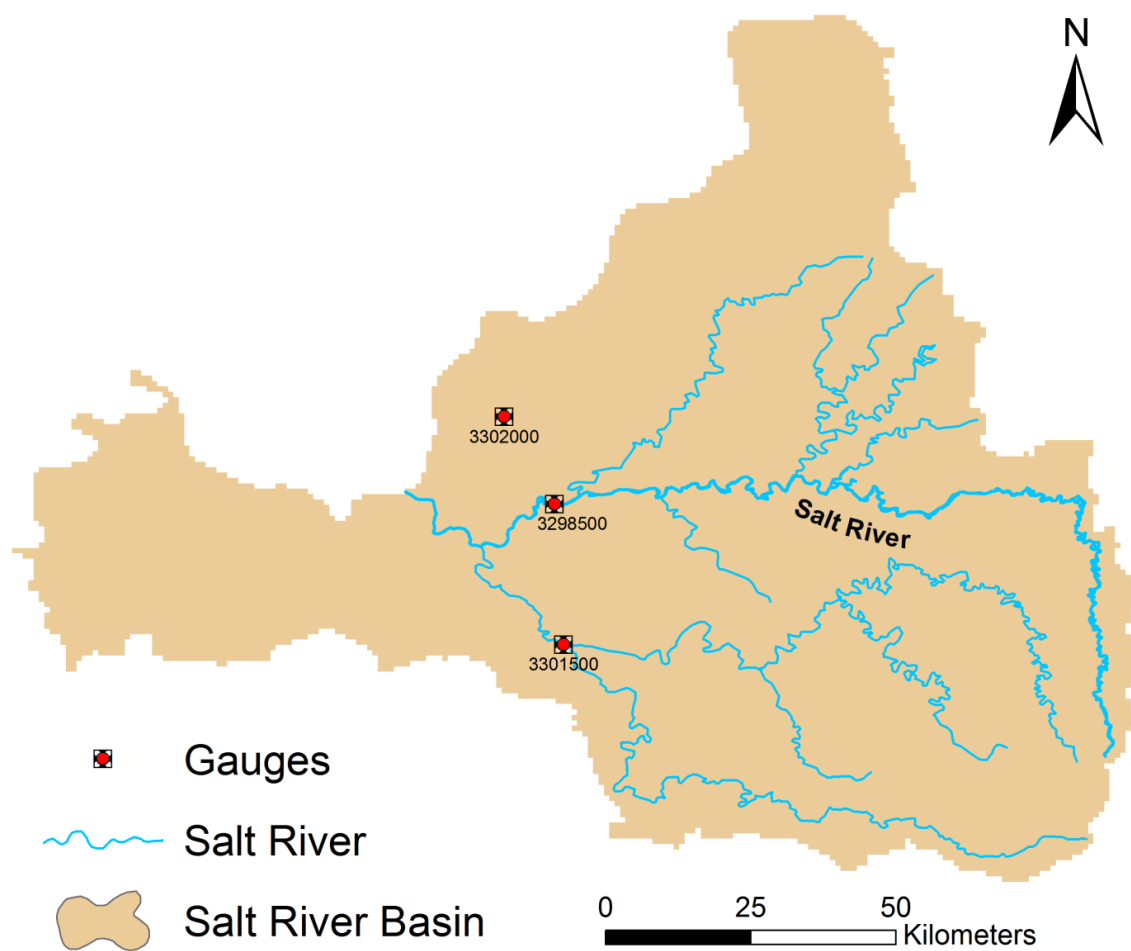 N
3302000
3298500
Salt River
3301500
Gauges
Salt River
Salt River Basin
0 25 50
Kilometers